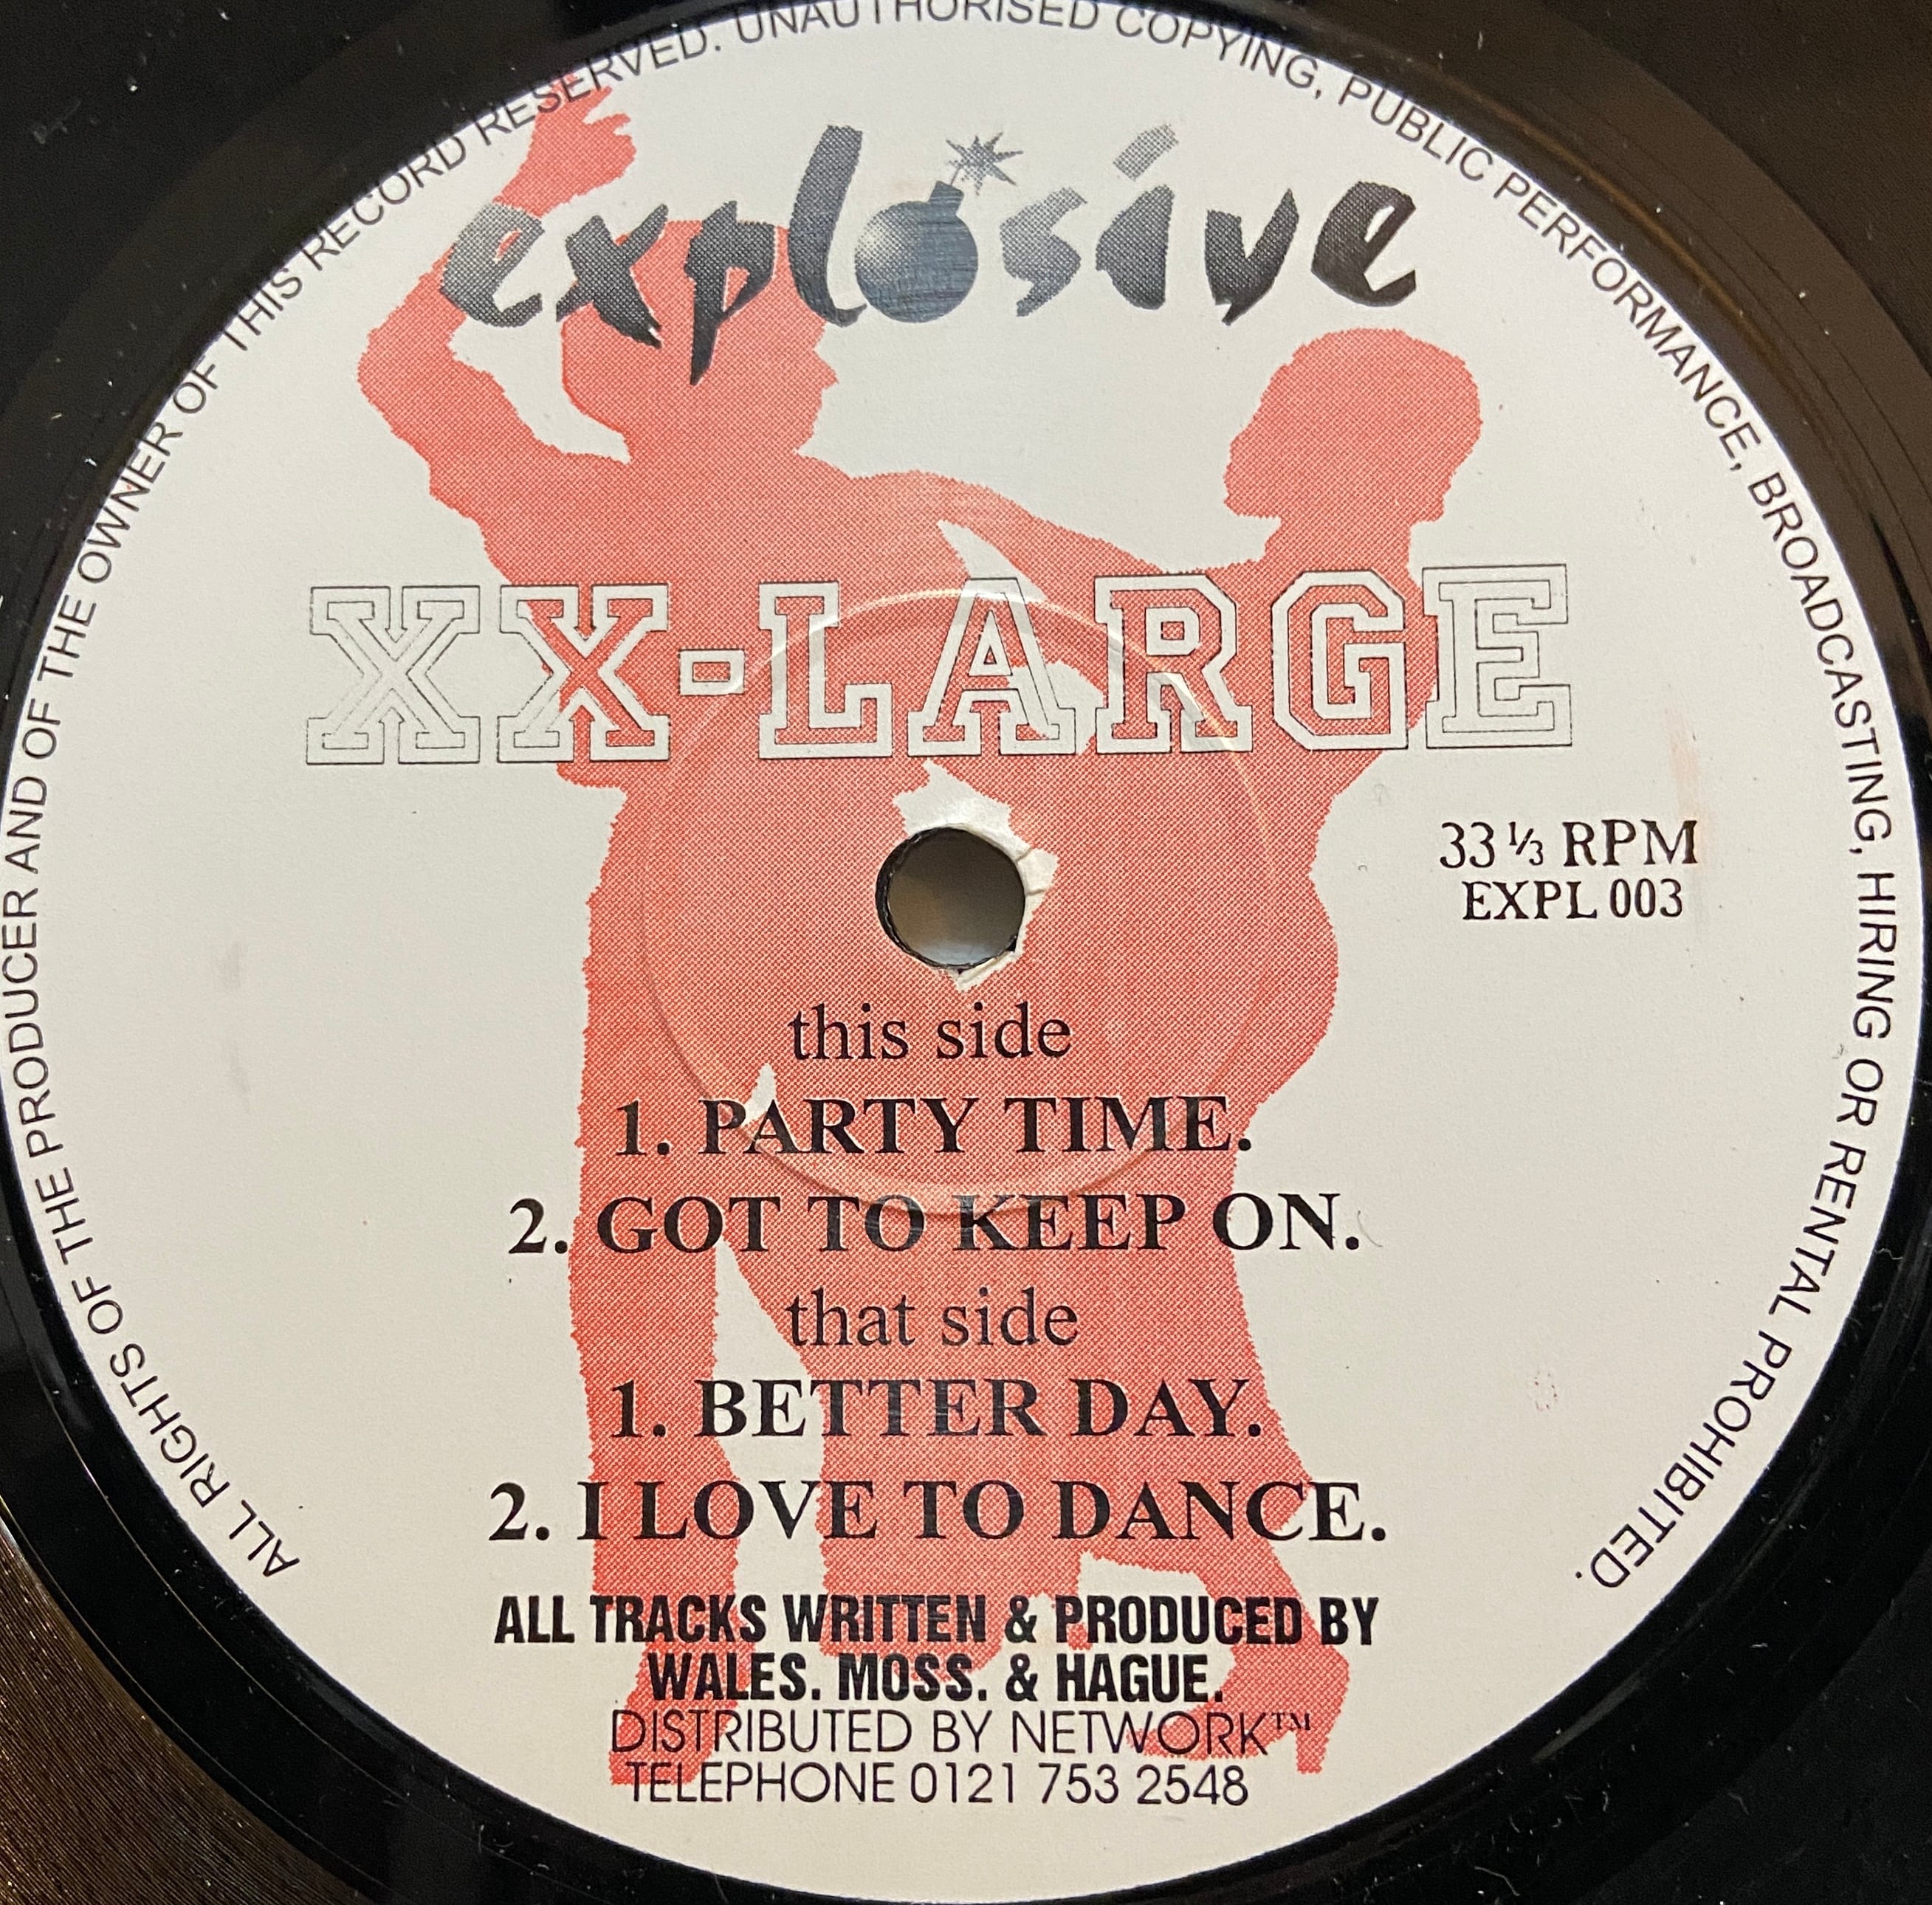 ALL RIGHTS OF THE PRODUCER AND OF THE OWNER OF THIS RECORD RESERVED. UNAUTHORISED COPYING, PUBLIC PERFORMANCE, BROADCASTING, HIRING OR RENTAL PROHIBITED.
explosive
XX-LARGE
33 1/3 RPM
EXPL 003
this side
1. PARTY TIME.
2. GOT TO KEEP ON.
that side
1. BETTER DAY.
2. I LOVE TO DANCE.
ALL TRACKS WRITTEN & PRODUCED BY
WALES. MOSS. & HAGUE.
DISTRIBUTED BY NETWORK™
TELEPHONE 0121 753 2548